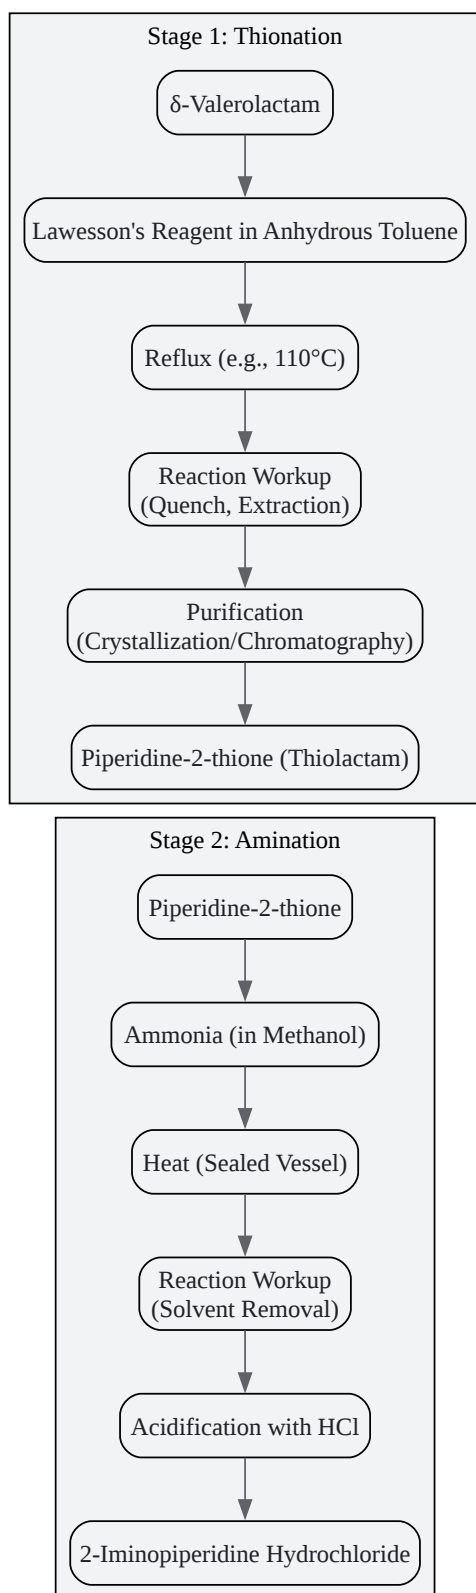 Stage 1: Thionation
δ-Valerolactam
Lawesson's Reagent in Anhydrous Toluene
Reflux (e.g., 110°C)
Reaction Workup
(Quench, Extraction)
Purification
(Crystallization/Chromatography)
Piperidine-2-thione (Thiolactam)
Stage 2: Amination
Piperidine-2-thione
Ammonia (in Methanol)
Heat (Sealed Vessel)
Reaction Workup
(Solvent Removal)
Acidification with HCl
2-Iminopiperidine Hydrochloride